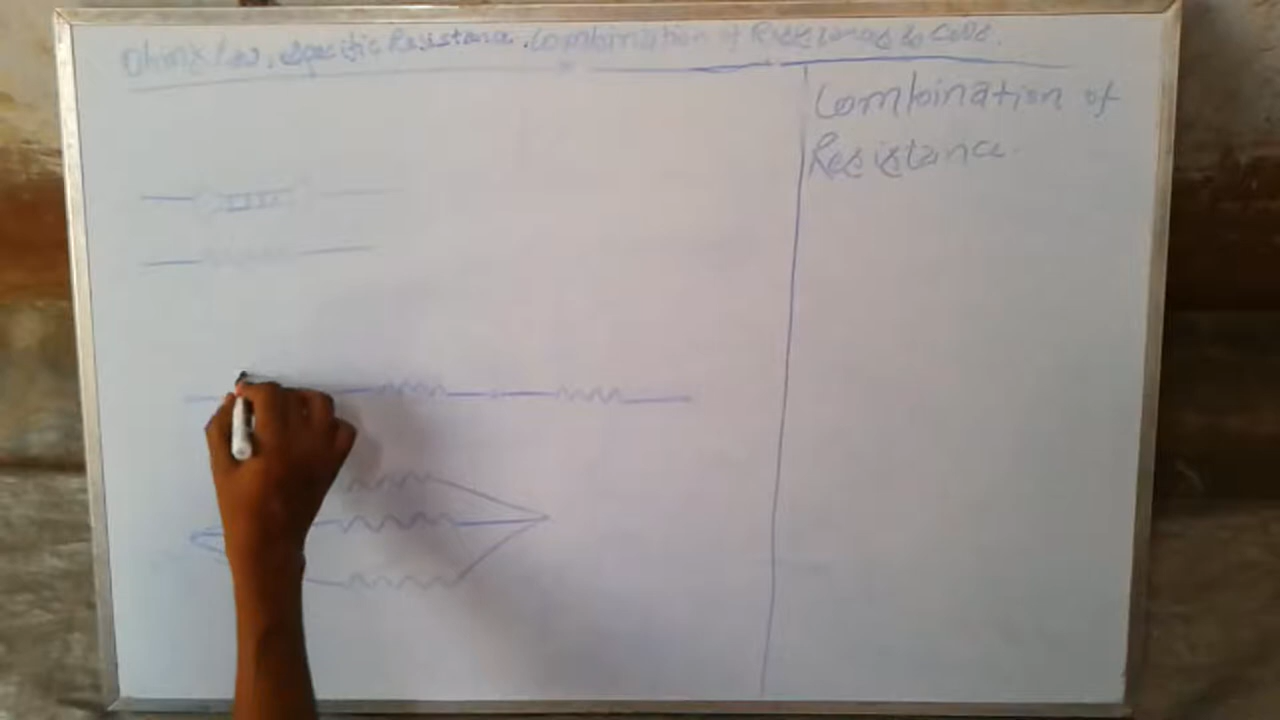 Ohm's Law, Specific Resistance, Combination of Resistances & Cells.
Combination of
Resistance.